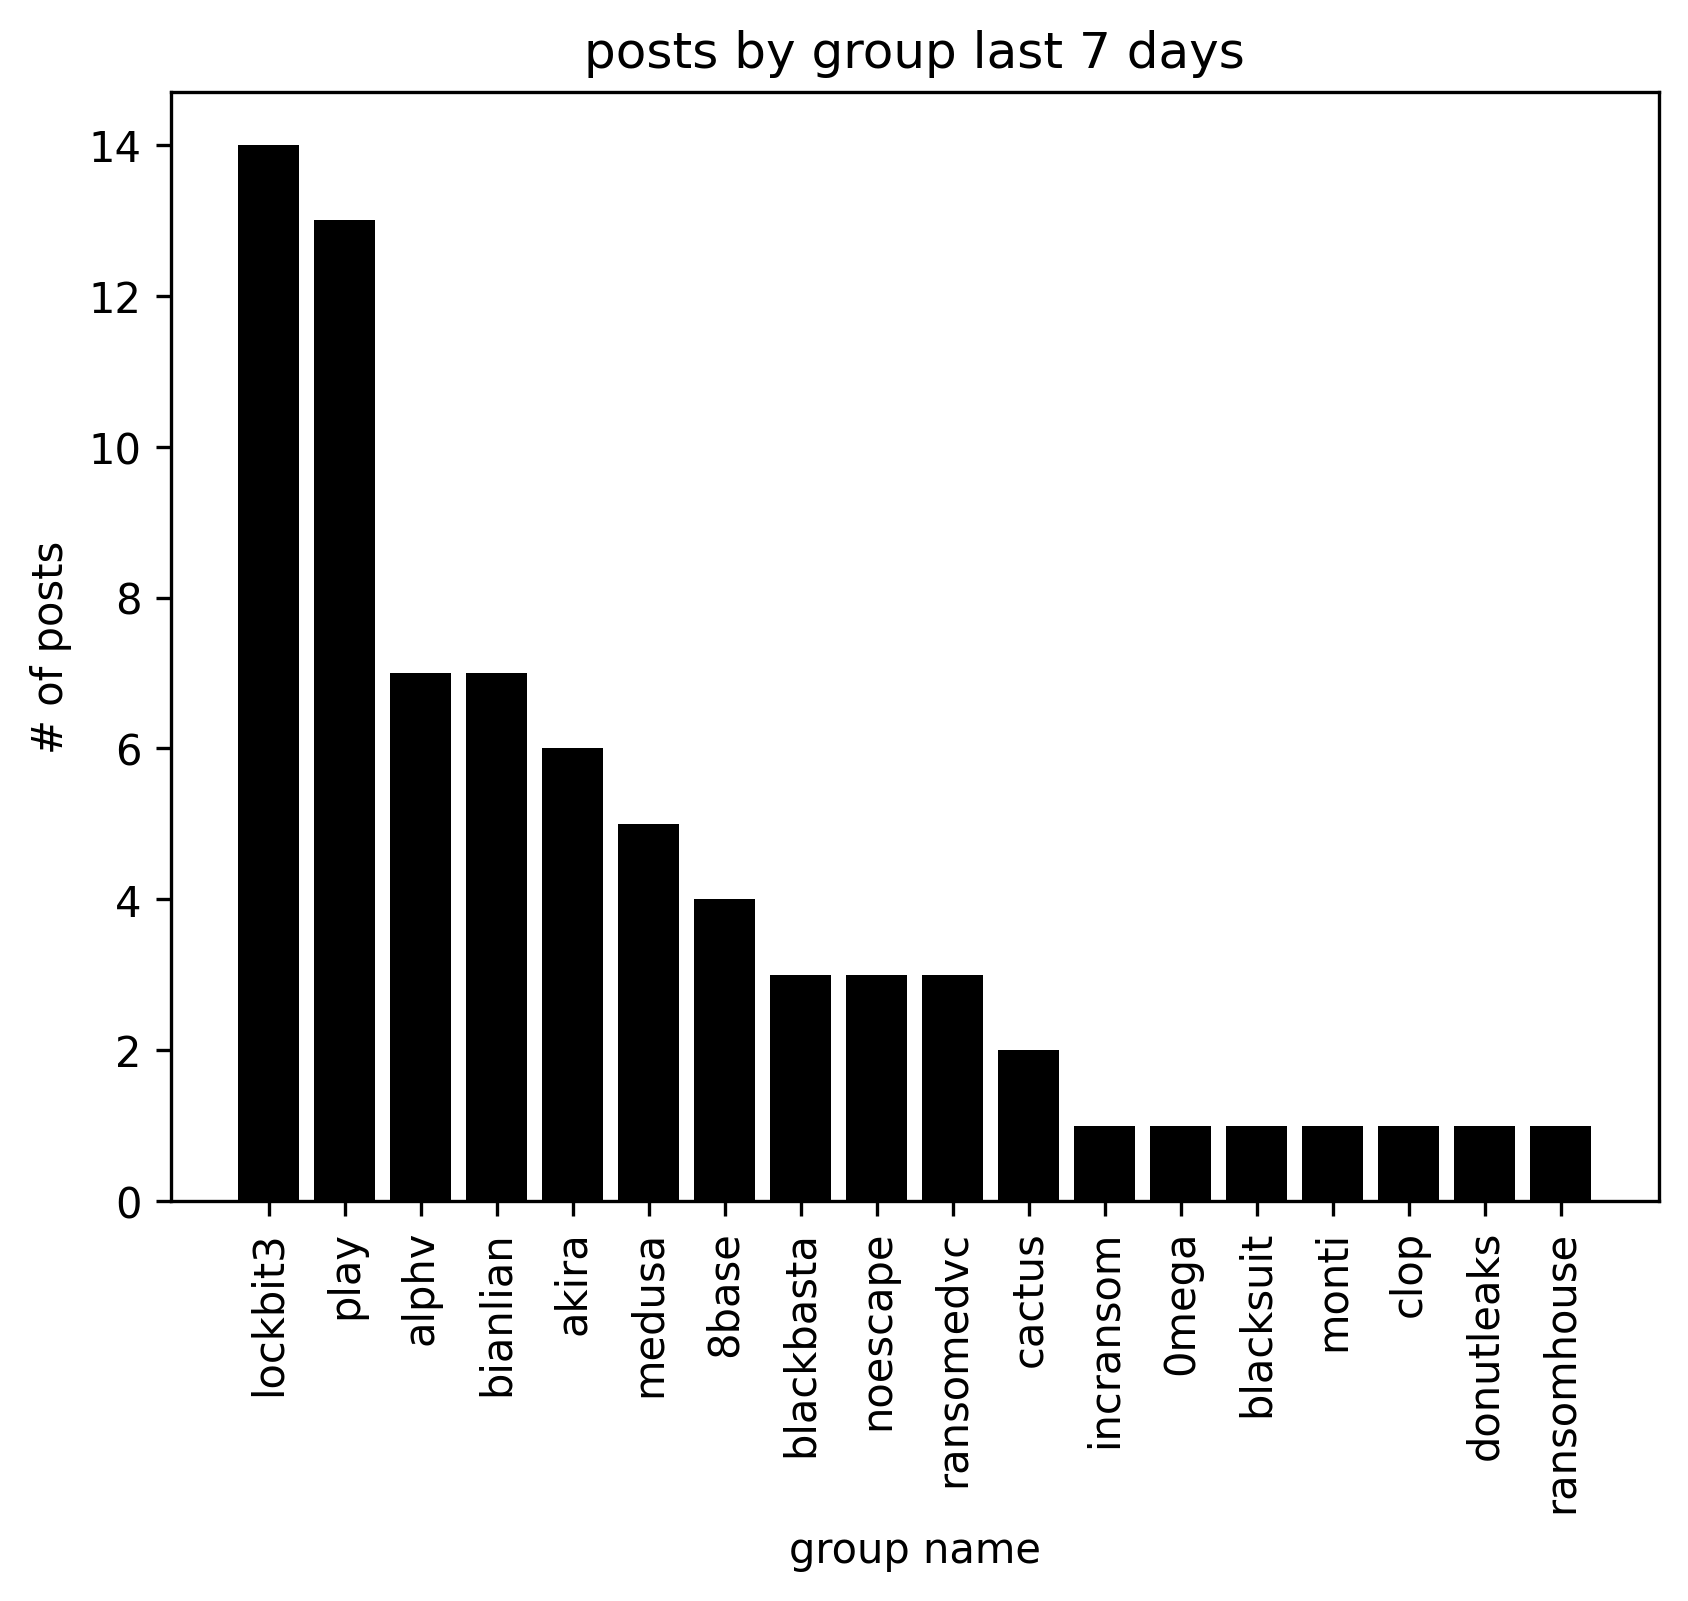 posts by group last 7 days
14
12
10
8
6
4
2
0
# of posts
lockbit3
play
alphv
bianlian
akira
medusa
8base
blackbasta
noescape
ransomedvc
cactus
incransom
0mega
blacksuit
monti
clop
donutleaks
ransomhouse
group name